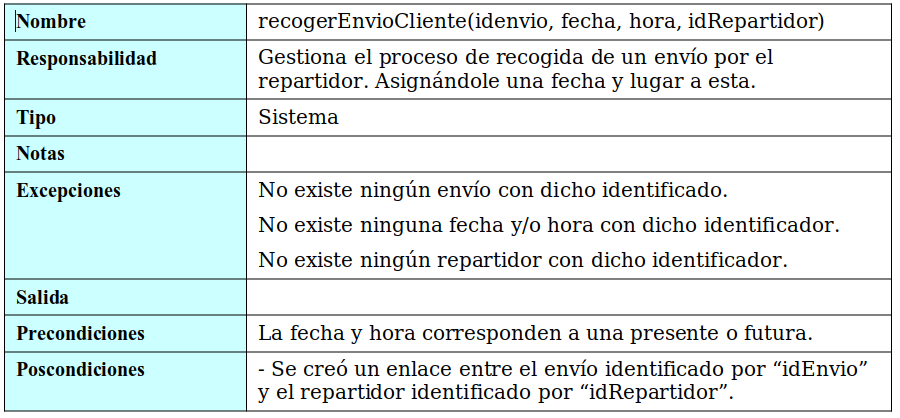 Nombre recogerEnvioCliente(idenvio, fecha, hora, idRepartidor)
Responsabilidad Gestiona el proceso de recogida de un envío por el
repartidor. Asignándole una fecha y lugar a esta.
Tipo Sistema
Notas
Excepciones No existe ningún envío con dicho identificado.
No existe ninguna fecha y/o hora con dicho identificador.
No existe ningún repartidor con dicho identificador.
Salida
Precondiciones La fecha y hora corresponden a una presente o futura.
Poscondiciones - Se creó un enlace entre el envío identificado por “idEnvio”
y el repartidor identificado por “idRepartidor”.